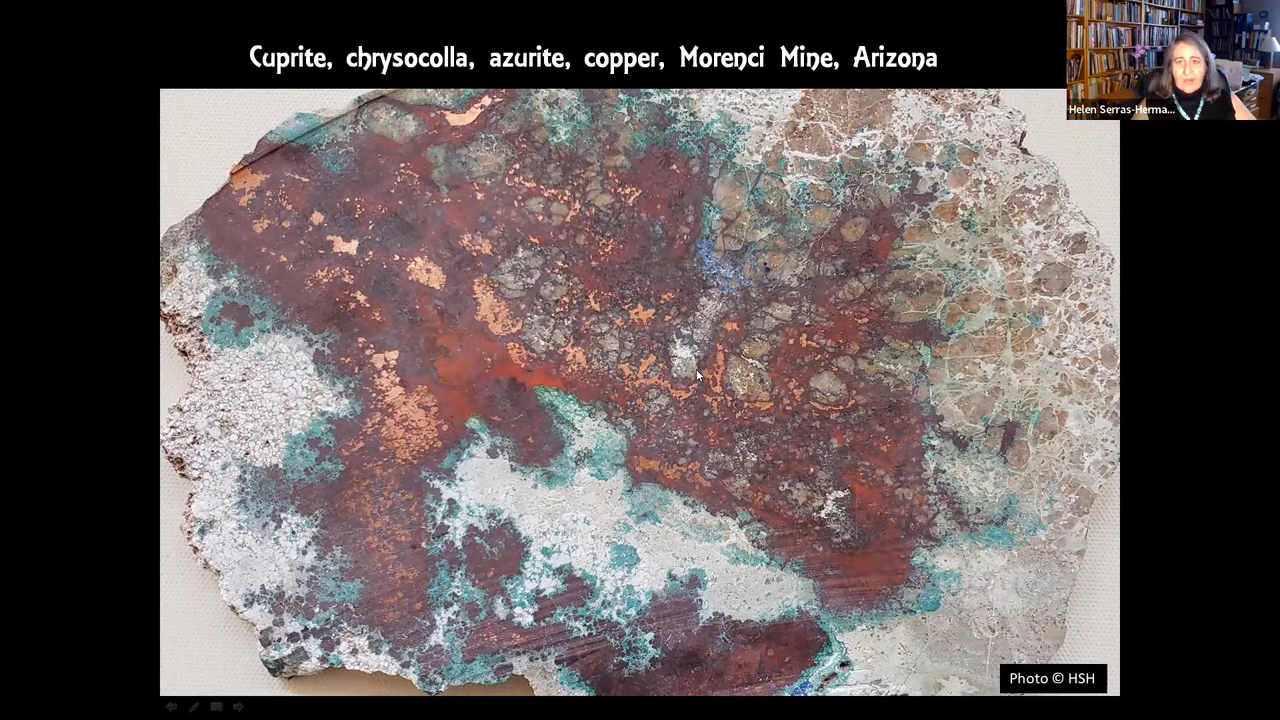 Cuprite, chrysocolla, azurite, copper, Morenci Mine, Arizona
Helen Serras-Herma...
Photo © HSH